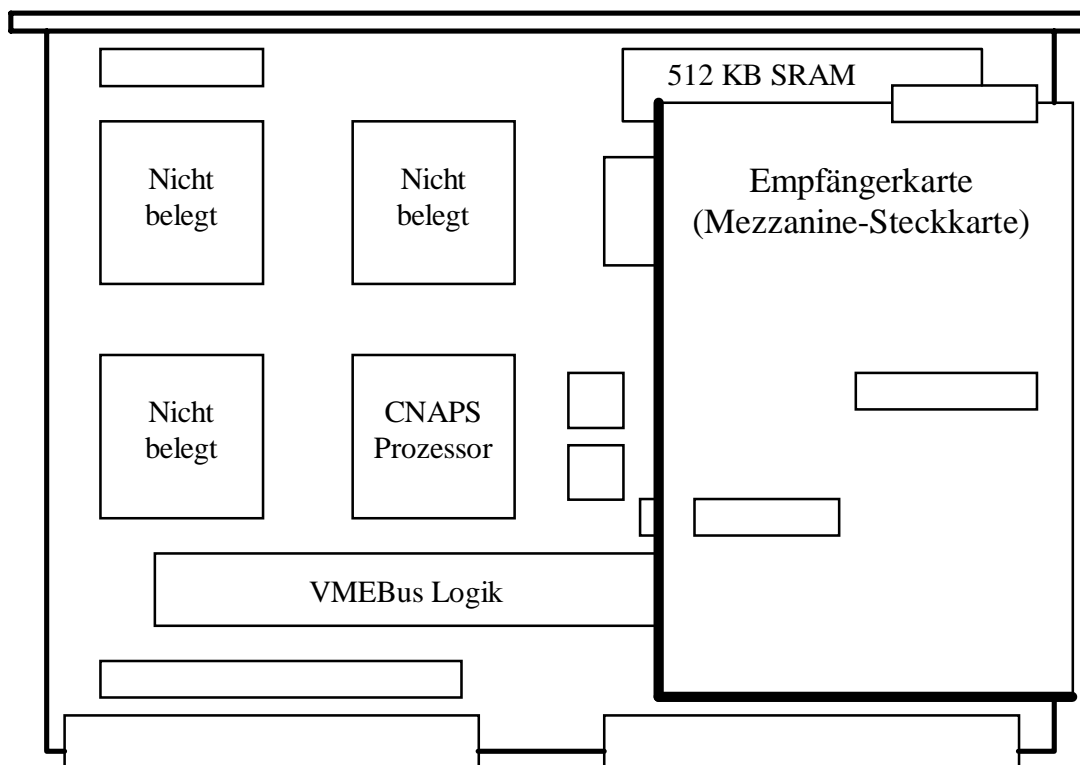 512 KB SRAM
Nicht
belegt
Nicht
belegt
Empfängerkarte
(Mezzanine-Steckkarte)
Nicht
belegt
CNAPS
Prozessor
VMEBus Logik